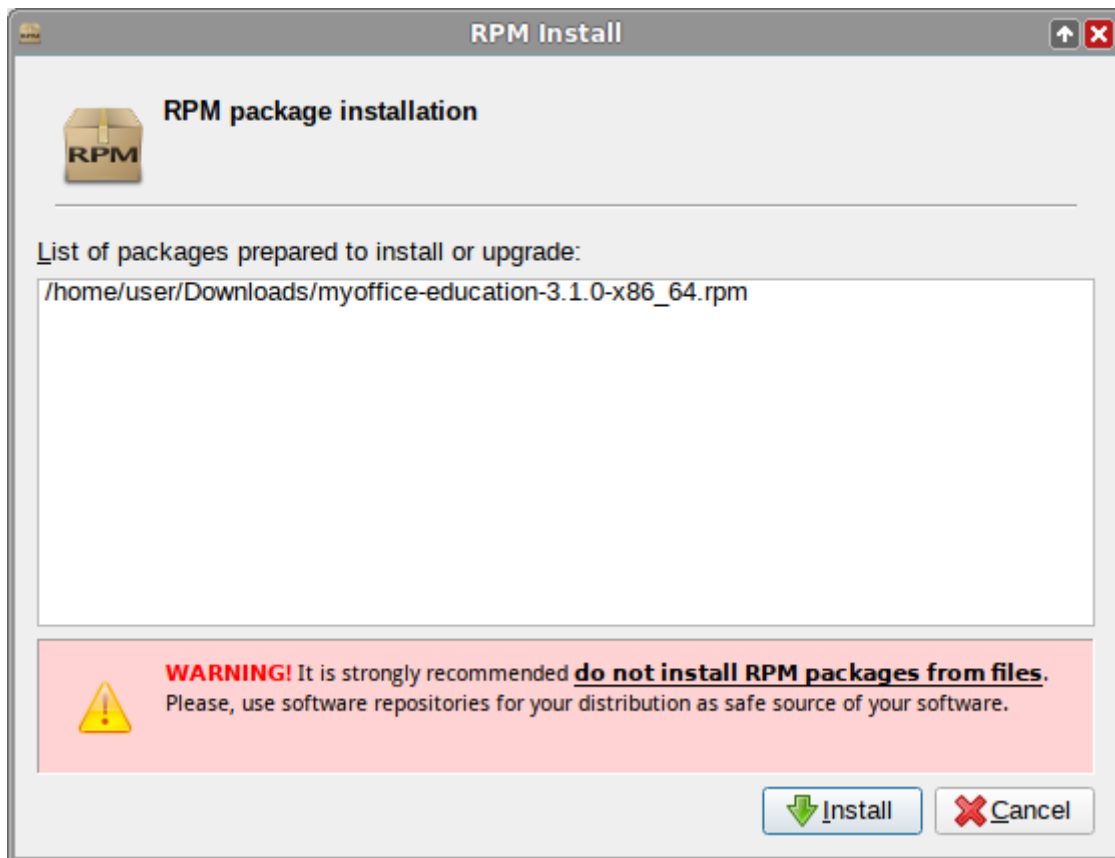 RPM Install
RPM package installation
RPM
List of packages prepared to install or upgrade:
/home/user/Downloads/myoffice-education-3.1.0-x86_64.rpm
WARNING! It is strongly recommended do not install RPM packages from files.
Please, use software repositories for your distribution as safe source of your software.
Install
Cancel